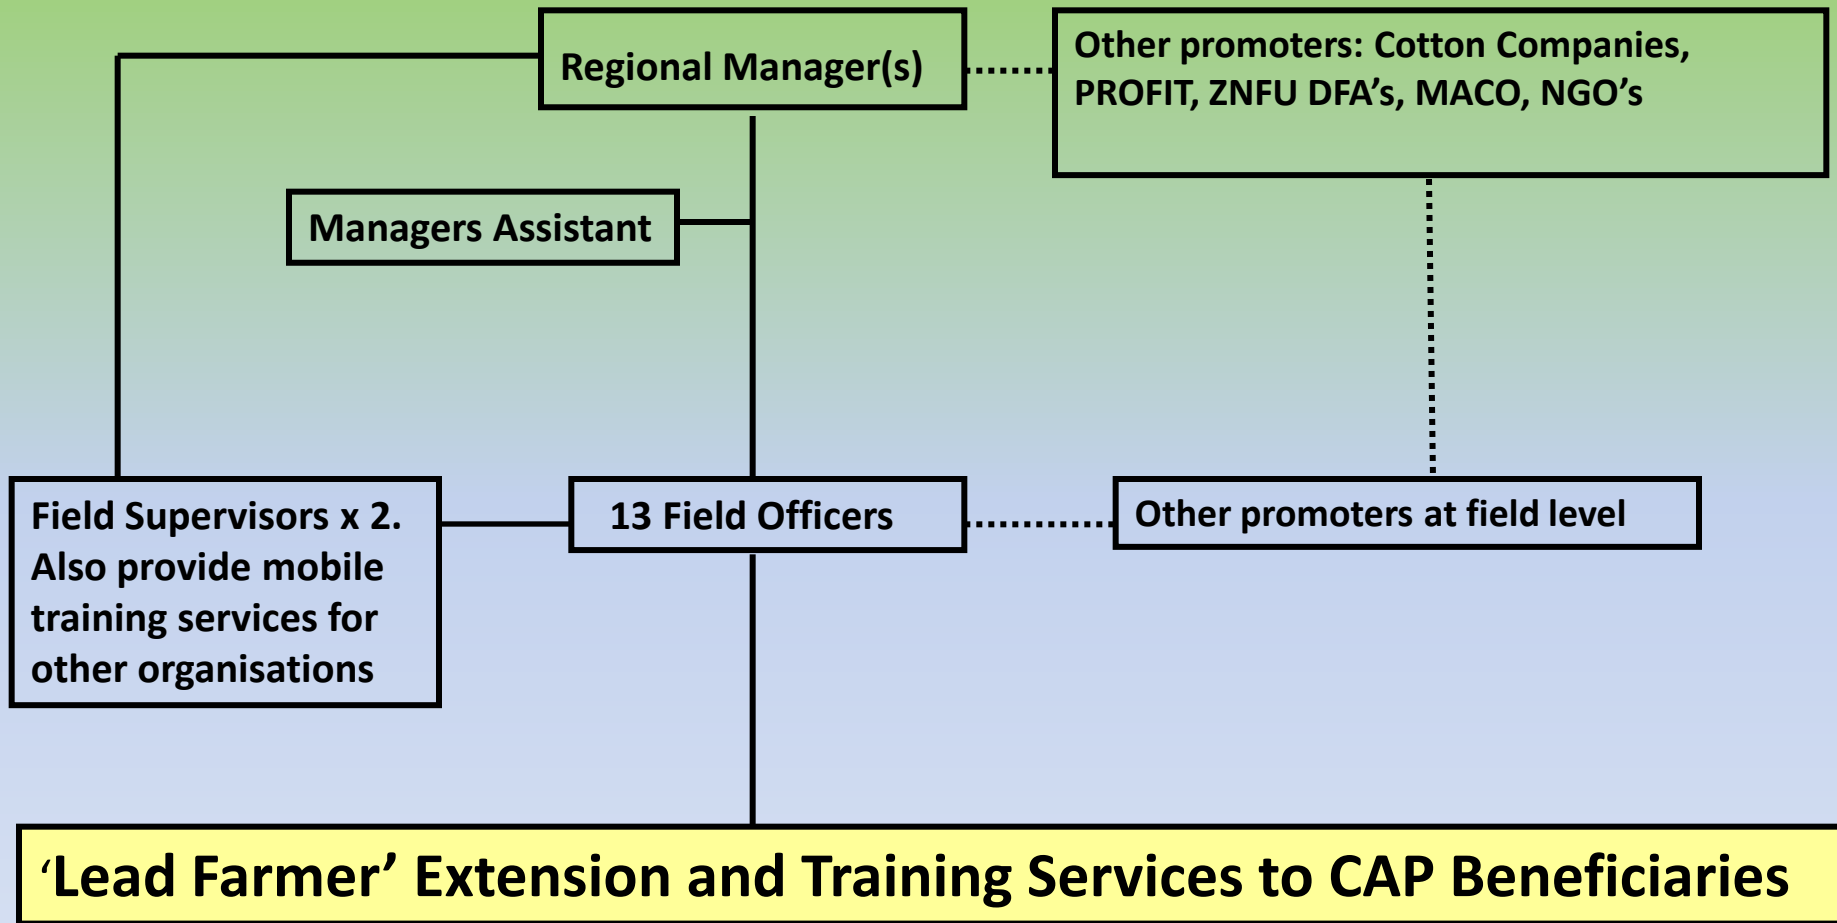 Regional Manager(s)
Other promoters: Cotton Companies,
PROFIT, ZNFU DFA’s, MACO, NGO’s
Managers Assistant
Field Supervisors x 2.
Also provide mobile
training services for
other organisations
13 Field Officers
Other promoters at field level
‘Lead Farmer’ Extension and Training Services to CAP Beneficiaries